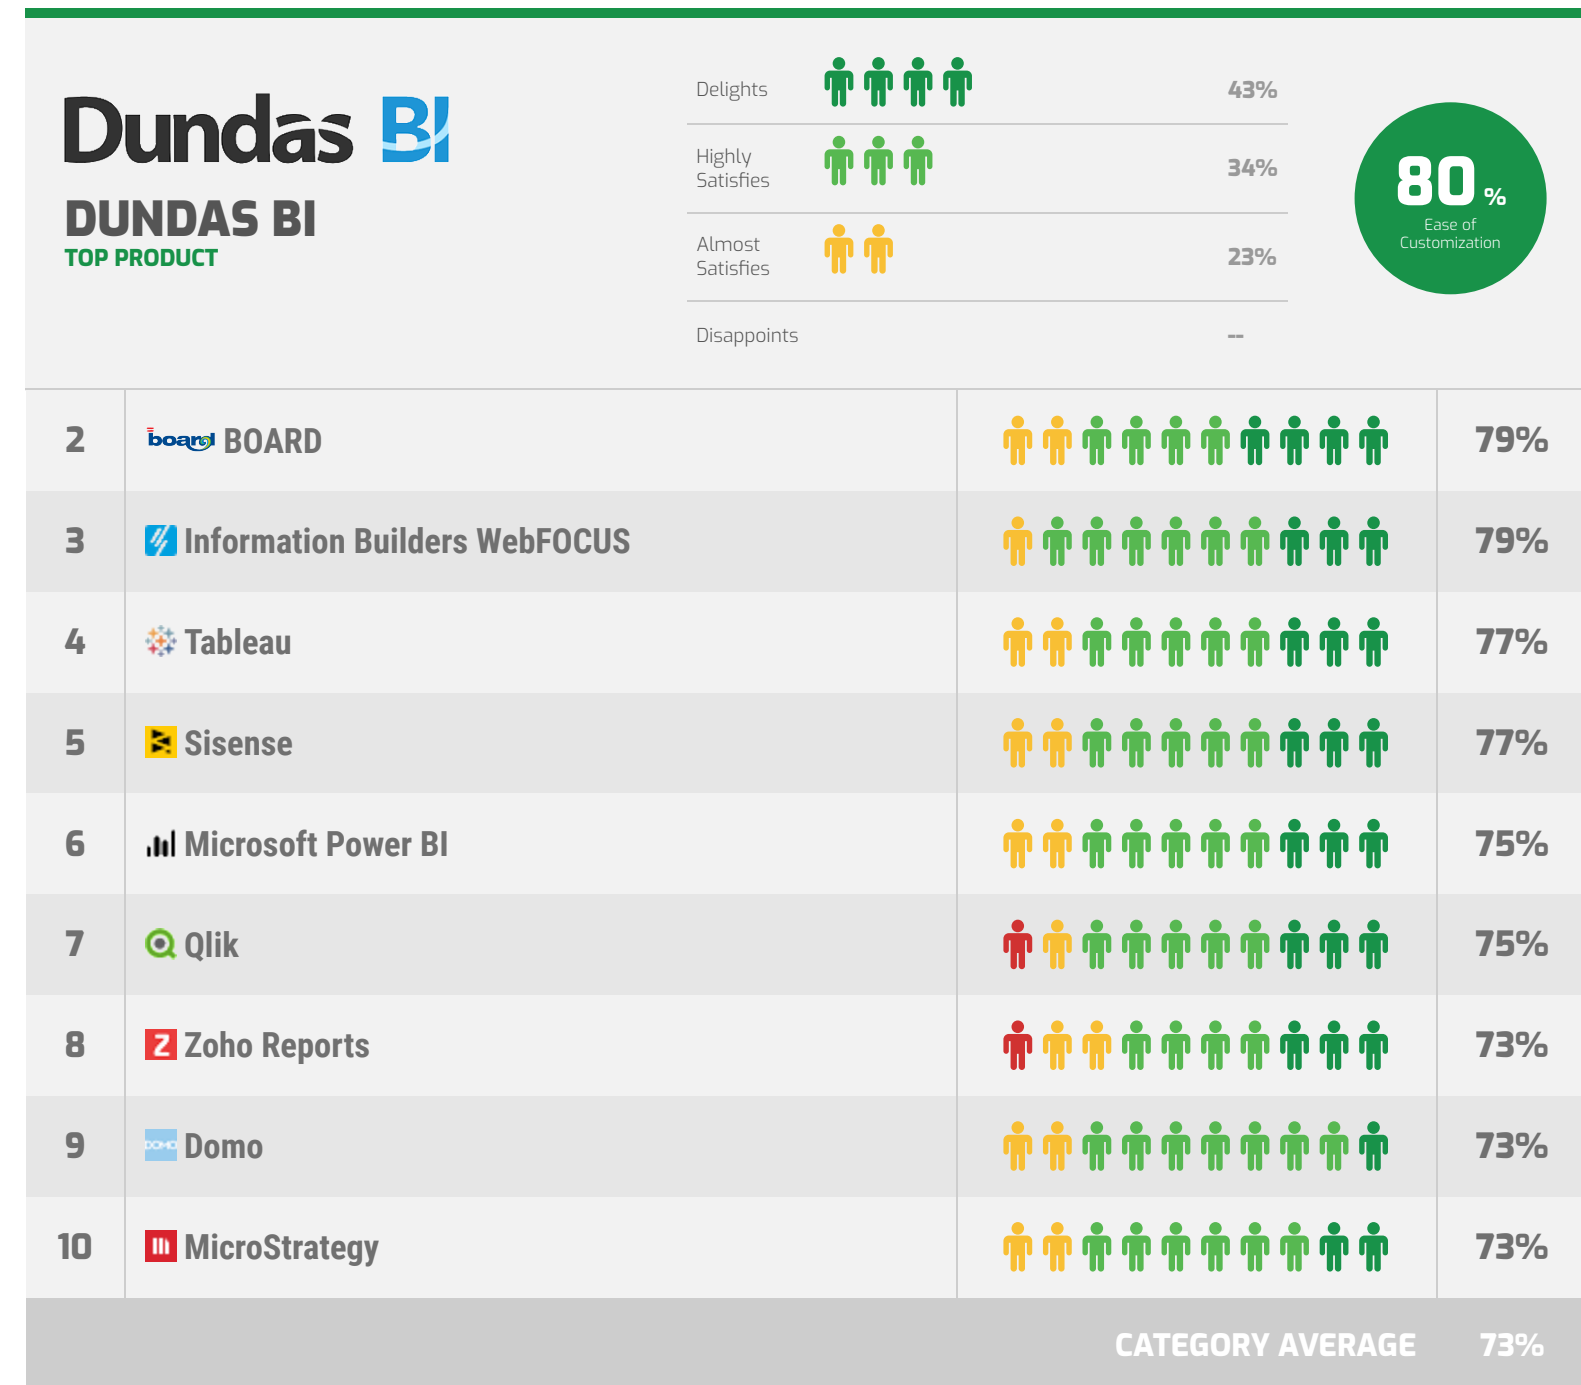 Dundas BI
DUNDAS BI
TOP PRODUCT
Delights
43%
Highly
Satisfies
34%
Almost
Satisfies
23%
Disappoints
--
80 %
Ease of
Customization
2 board BOARD 79%
3 Information Builders WebFOCUS 79%
4 Tableau 77%
5 Sisense 77%
6 Microsoft Power BI 75%
7 Qlik 75%
8 Z Zoho Reports 73%
9 DOMO Domo 73%
10 MicroStrategy 73%
CATEGORY AVERAGE 73%